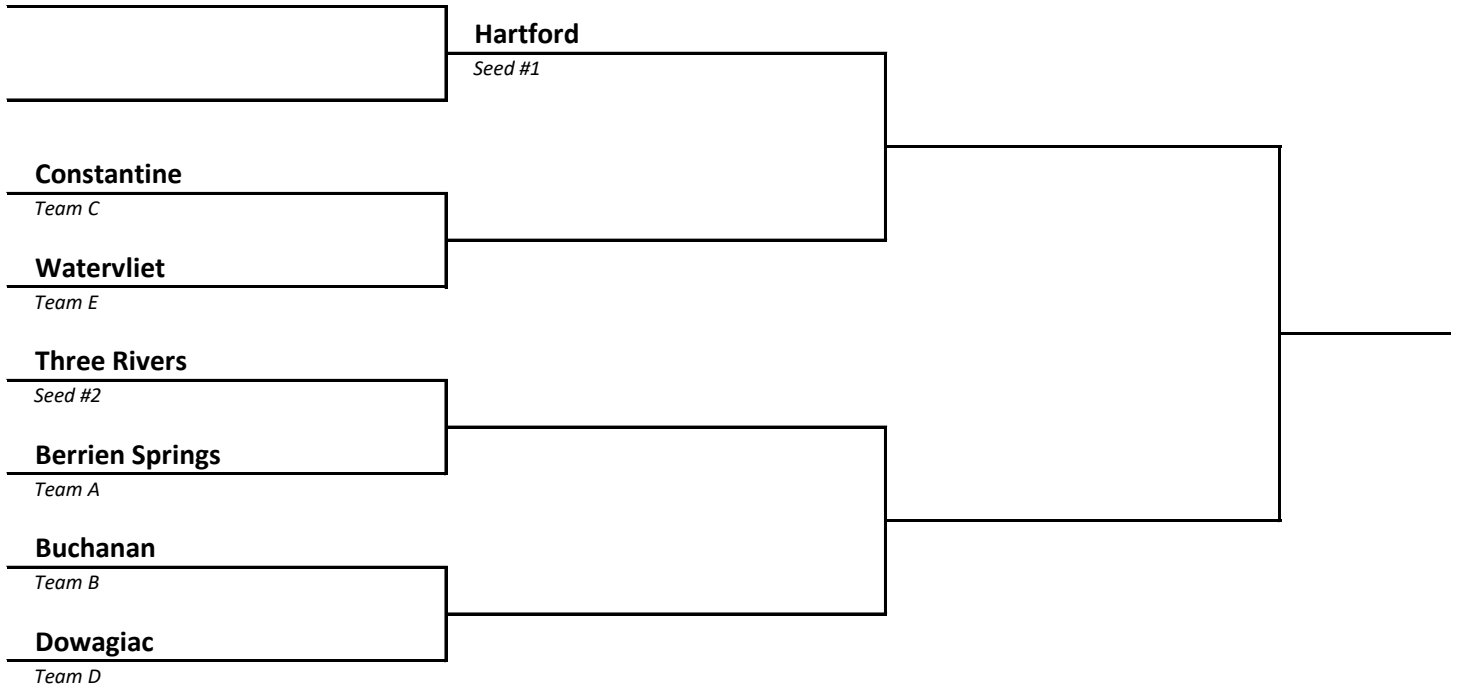 Hartford
Seed #1
Constantine
Team C
Watervliet
Team E
Three Rivers
Seed #2
Berrien Springs
Team A
Buchanan
Team B
Dowagiac
Team D